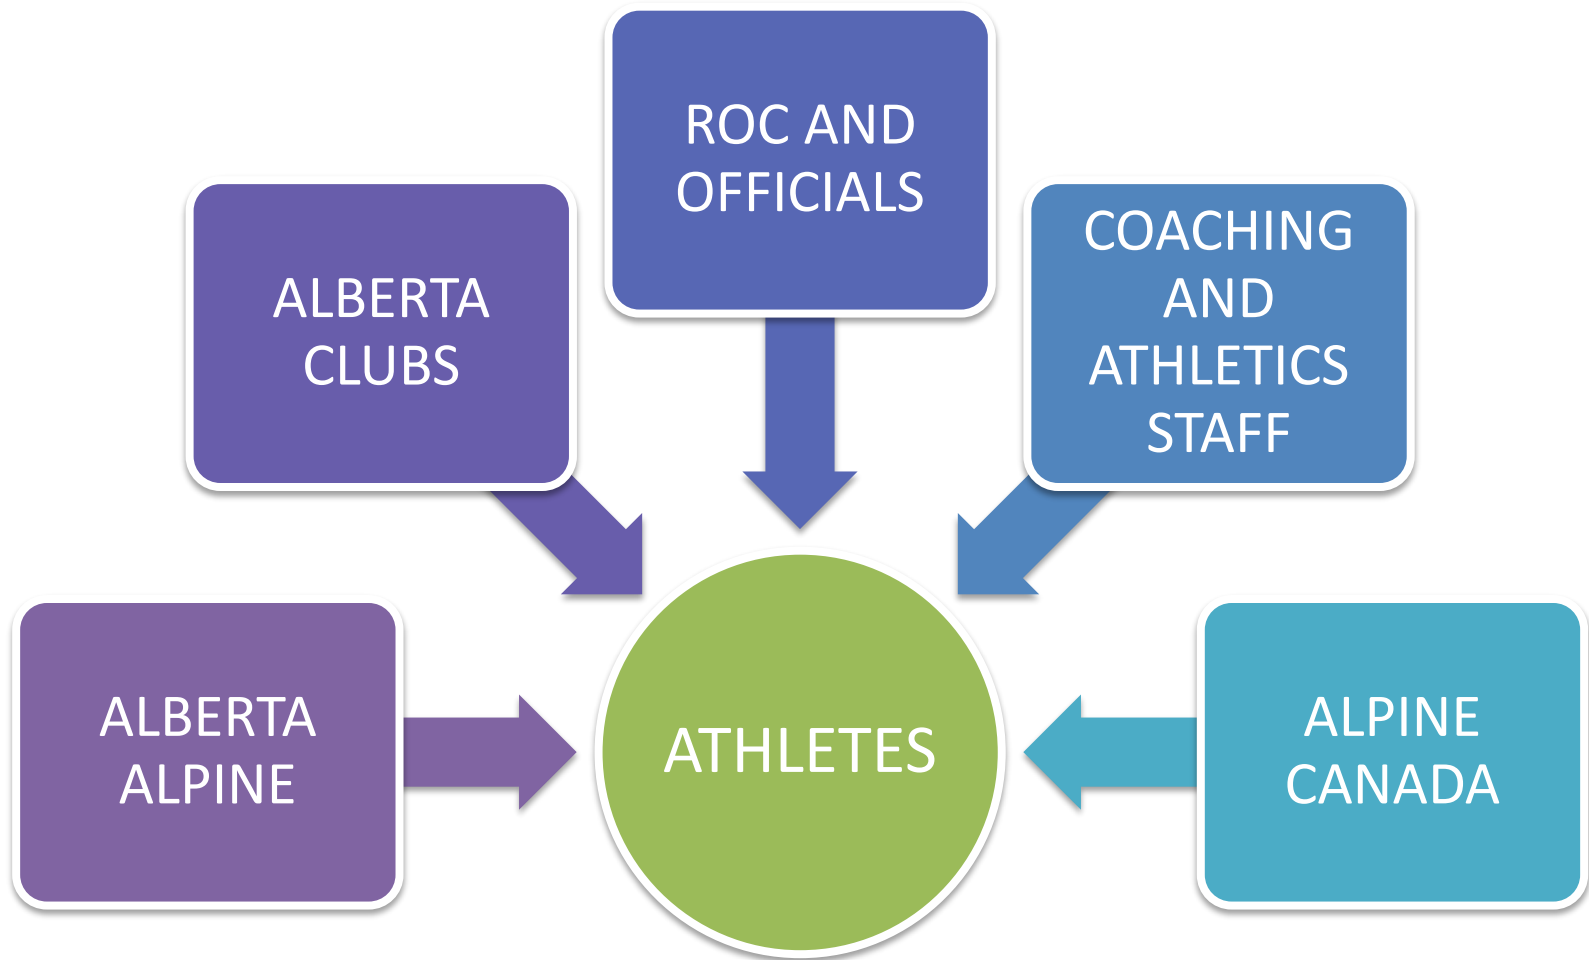 ROC AND
OFFICIALS
ALBERTA
CLUBS
COACHING
AND
ATHLETICS
STAFF
ALBERTA
ALPINE
ATHLETES
ALPINE
CANADA